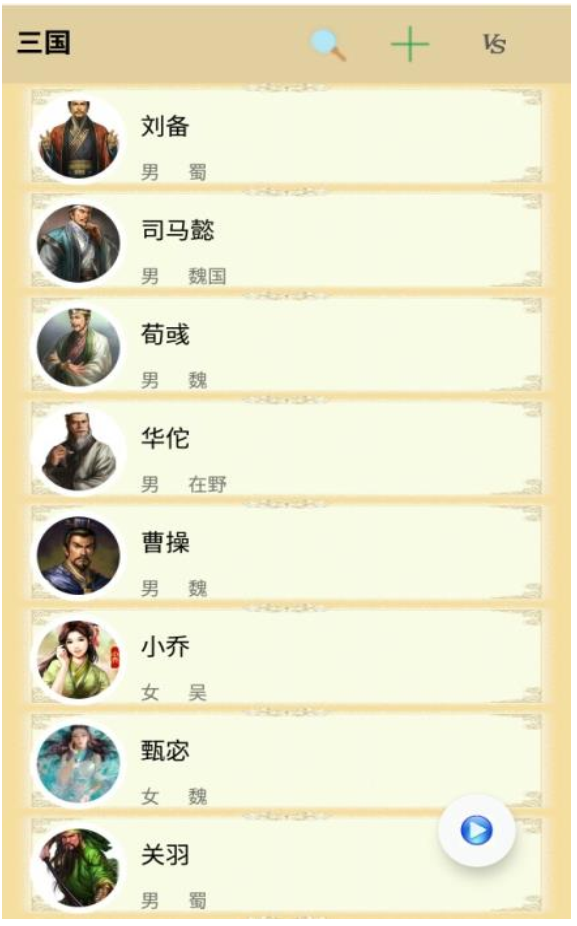 三国
VS
刘备
男 蜀
司马懿
男 魏国
荀彧
男 魏
华佗
男 在野
曹操
男 魏
小乔
小乔
女 吴
甄宓
女 魏
关羽
男 蜀